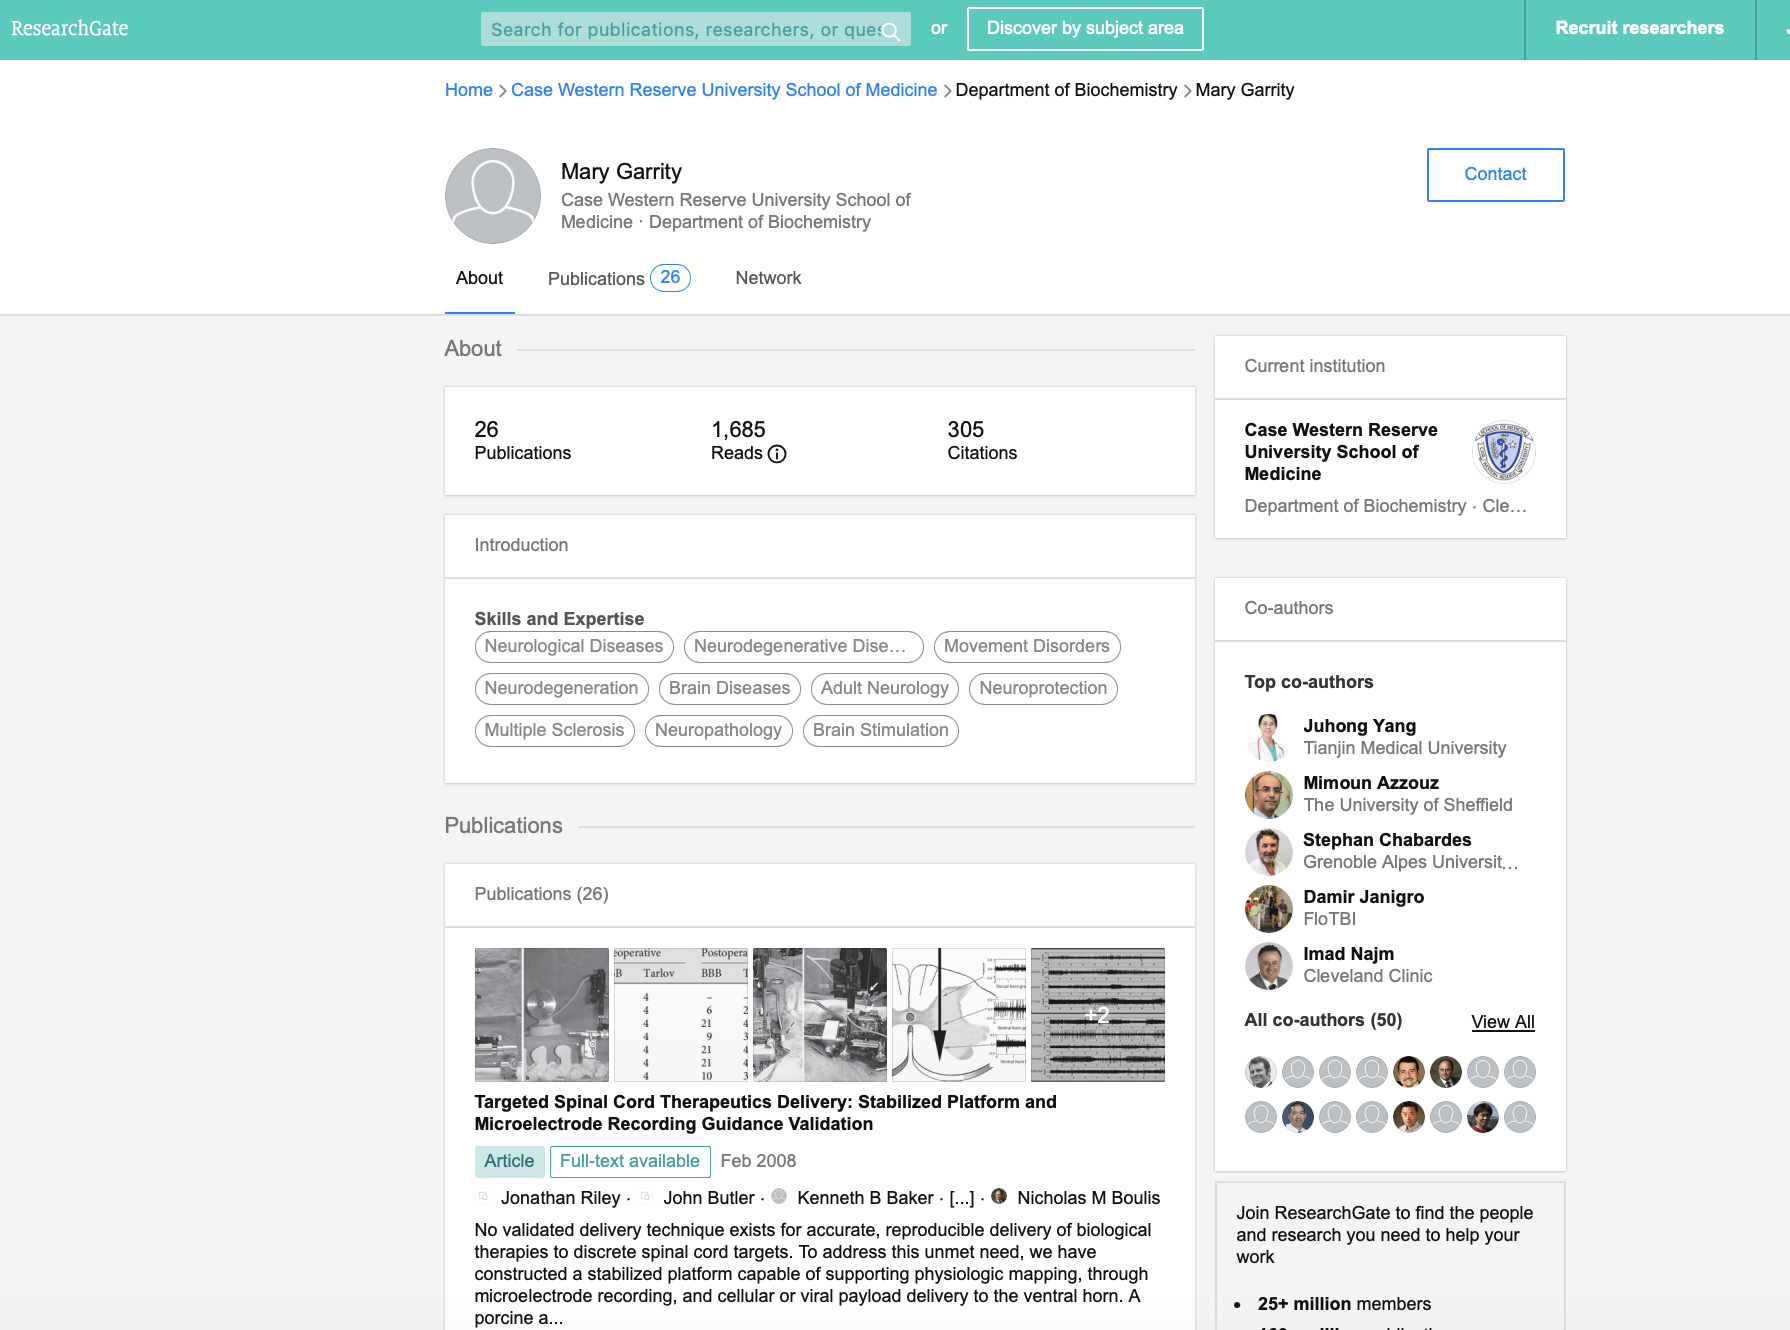 ResearchGate
Search for publications, researchers, or ques
or
Discover by subject area
Recruit researchers
Home > Case Western Reserve University School of Medicine > Department of Biochemistry > Mary Garrity
Mary Garrity
Case Western Reserve University School of
Medicine · Department of Biochemistry
Contact
About
Publications 26
Network
About
26
Publications
1,685
Reads
305
Citations
Introduction
Skills and Expertise
Neurological Diseases
Neurodegenerative Dise…
Movement Disorders
Neurodegeneration
Brain Diseases
Adult Neurology
Neuroprotection
Multiple Sclerosis
Neuropathology
Brain Stimulation
Publications
Publications (26)
eoperative Postopera
BB Tarlov BBB T
4 –
4 6 2
4 21 4
4 9 3
4 21 4
4 21 4
4 10 3
+2
Targeted Spinal Cord Therapeutics Delivery: Stabilized Platform and
Microelectrode Recording Guidance Validation
Article
Full-text available
Feb 2008
Jonathan Riley · John Butler · Kenneth B Baker · [...] · Nicholas M Boulis
No validated delivery technique exists for accurate, reproducible delivery of biological
therapies to discrete spinal cord targets. To address this unmet need, we have
constructed a stabilized platform capable of supporting physiologic mapping, through
microelectrode recording, and cellular or viral payload delivery to the ventral horn. A
porcine a...
Current institution
Case Western Reserve
University School of
Medicine
Department of Biochemistry · Cle…
Co-authors
Top co-authors
Juhong Yang
Tianjin Medical University
Mimoun Azzouz
The University of Sheffield
Stephan Chabardes
Grenoble Alpes Universit…
Damir Janigro
FloTBI
Imad Najm
Cleveland Clinic
All co-authors (50)
View All
Join ResearchGate to find the people
and research you need to help your
work
• 25+ million members